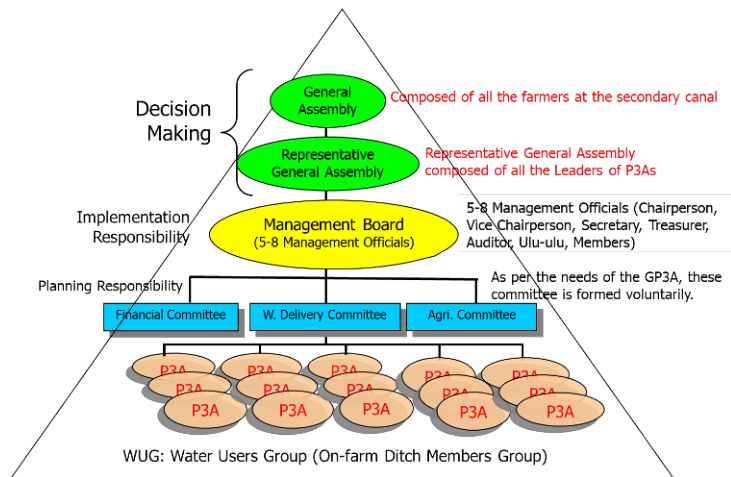 General
Assembly
Composed of all the farmers at the secondary canal
Decision
Making
Representative
General Assembly
Representative General Assembly
composed of all the Leaders of P3As
Implementation
Responsibility
Management Board
(5-8 Management Officials)
5-8 Management Officials (Chairperson,
Vice Chairperson, Secretary, Treasurer,
Auditor, Ulu-ulu, Members)
Planning Responsibility
As per the needs of the GP3A, these
committee is formed voluntarily.
Financial Committee
W. Delivery Committee
Agri. Committee
P3A P3A P3A P3A P3A
P3A P3A P3A P3A P3A
P3A P3A P3A P3A P3A
WUG: Water Users Group (On-farm Ditch Members Group)